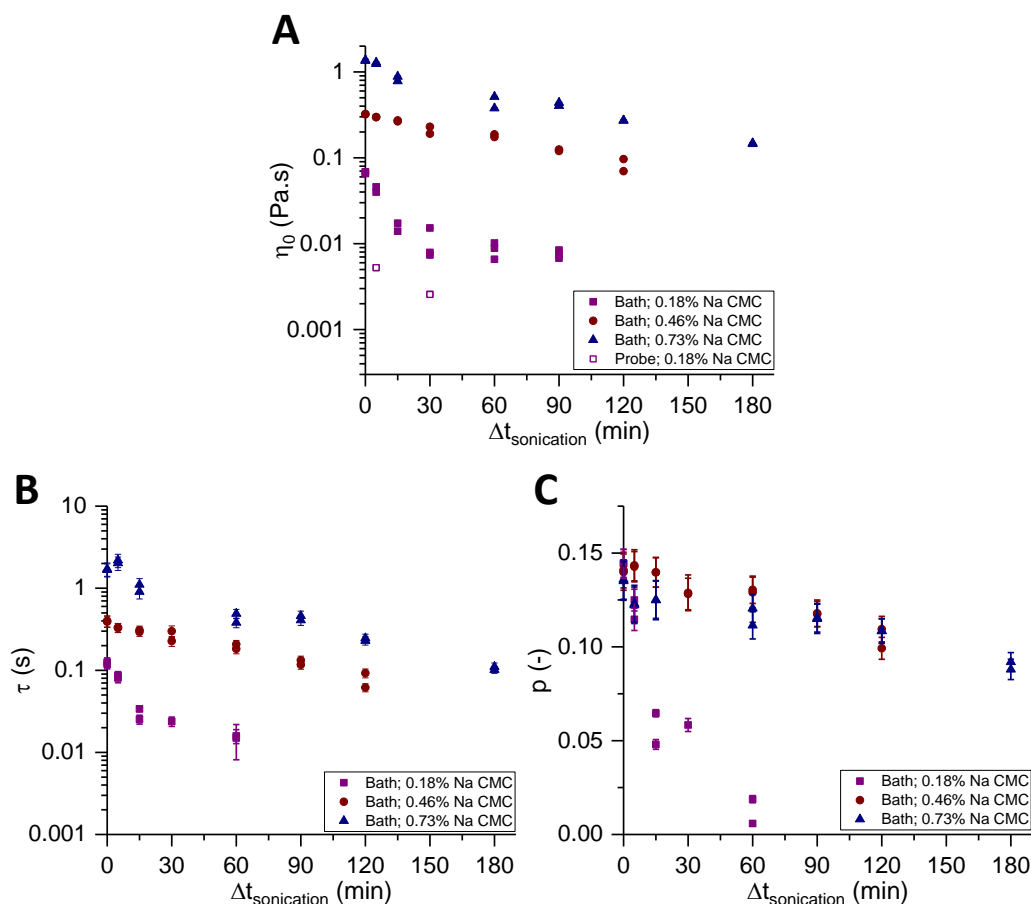 A
1
0.1
0.01
0.001
η₀ (Pa.s)
0 30 60 90 120 150 180
Δt_sonication (min)
Bath; 0.18% Na CMC
Bath; 0.46% Na CMC
Bath; 0.73% Na CMC
Probe; 0.18% Na CMC
B
10
1
0.1
0.01
0.001
τ (s)
0 30 60 90 120 150 180
Δt_sonication (min)
Bath; 0.18% Na CMC
Bath; 0.46% Na CMC
Bath; 0.73% Na CMC
C
0.15
0.10
0.05
0.00
p (-)
0 30 60 90 120 150 180
Δt_sonication (min)
Bath; 0.18% Na CMC
Bath; 0.46% Na CMC
Bath; 0.73% Na CMC